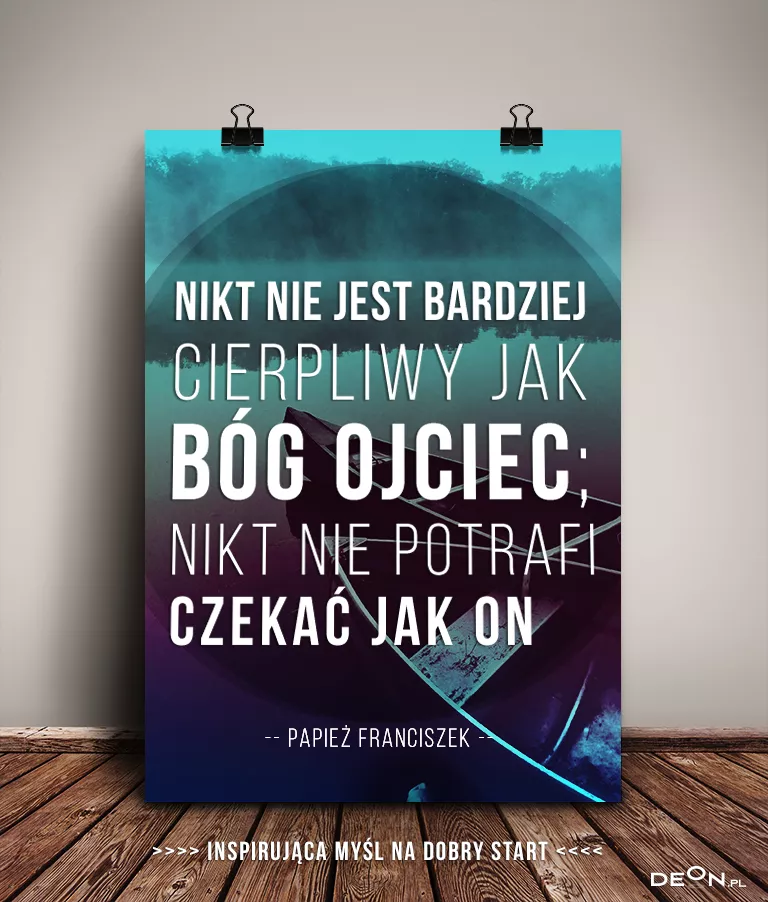 NIKT NIE JEST BARDZIEJ
CIERPLIWY JAK
BÓG OJCIEC;
NIKT NIE POTRAFI
CZEKAĆ JAK ON
-- PAPIEŻ FRANCISZEK --
>>>> INSPIRUJĄCA MYŚL NA DOBRY START <<<<
DEON.PL